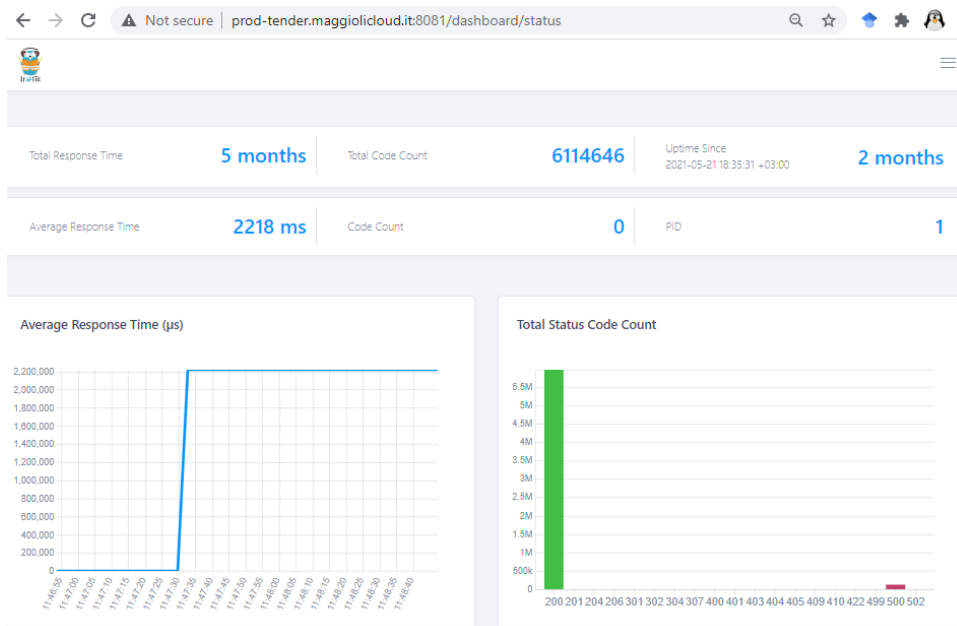 Not secure prod-tender.maggiolicloud.it:8081/dashboard/status
træfik
Total Response Time 5 months Total Code Count 6114646 Uptime Since 2021-05-21 18:35:31 +03:00 2 months
Average Response Time 2218 ms Code Count 0 PID 1
Average Response Time (µs)
2,200,000
2,000,000
1,800,000
1,600,000
1,400,000
1,200,000
1,000,000
800,000
600,000
400,000
200,000
0
11:46:55 11:47:00 11:47:05 11:47:10 11:47:15 11:47:20 11:47:25 11:47:30 11:47:35 11:47:40 11:47:45 11:47:50 11:47:55 11:48:00 11:48:05 11:48:10 11:48:15 11:48:20 11:48:25 11:48:30 11:48:35 11:48:40
Total Status Code Count
5.5M
5M
4.5M
4M
3.5M
3M
2.5M
2M
1.5M
1M
500k
0
200 201 204 206 301 302 304 307 400 401 403 404 405 409 410 422 499 500 502